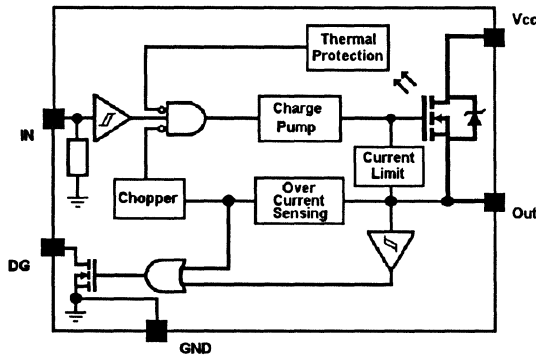 Vcc
Thermal
Protection
IN
Charge
Pump
Current
Limit
Chopper
Over
Current
Sensing
Out
DG
GND